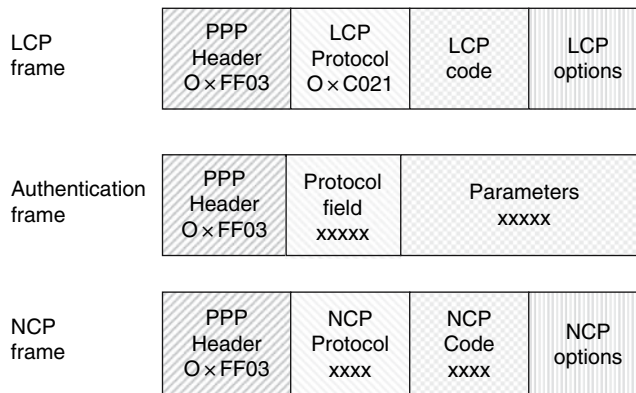 LCP
frame
PPP
Header
O×FF03
LCP
Protocol
O×C021
LCP
code
LCP
options
Authentication
frame
PPP
Header
O×FF03
Protocol
field
xxxxx
Parameters
xxxxx
NCP
frame
PPP
Header
O×FF03
NCP
Protocol
xxxx
NCP
Code
xxxx
NCP
options